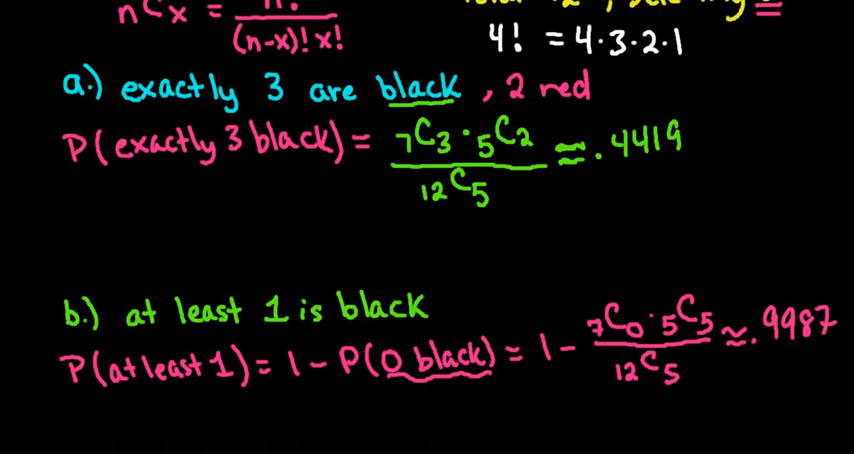 nCx = n! / (n-x)! x!
4! = 4·3·2·1
a.) exactly 3 are black, 2 red
P(exactly 3 black) = 7C3 · 5C2 / 12C5 ≈ .4419
b.) at least 1 is black
P(at least 1) = 1 - P(0 black) = 1 - 7C0 · 5C5 / 12C5 ≈ .9987